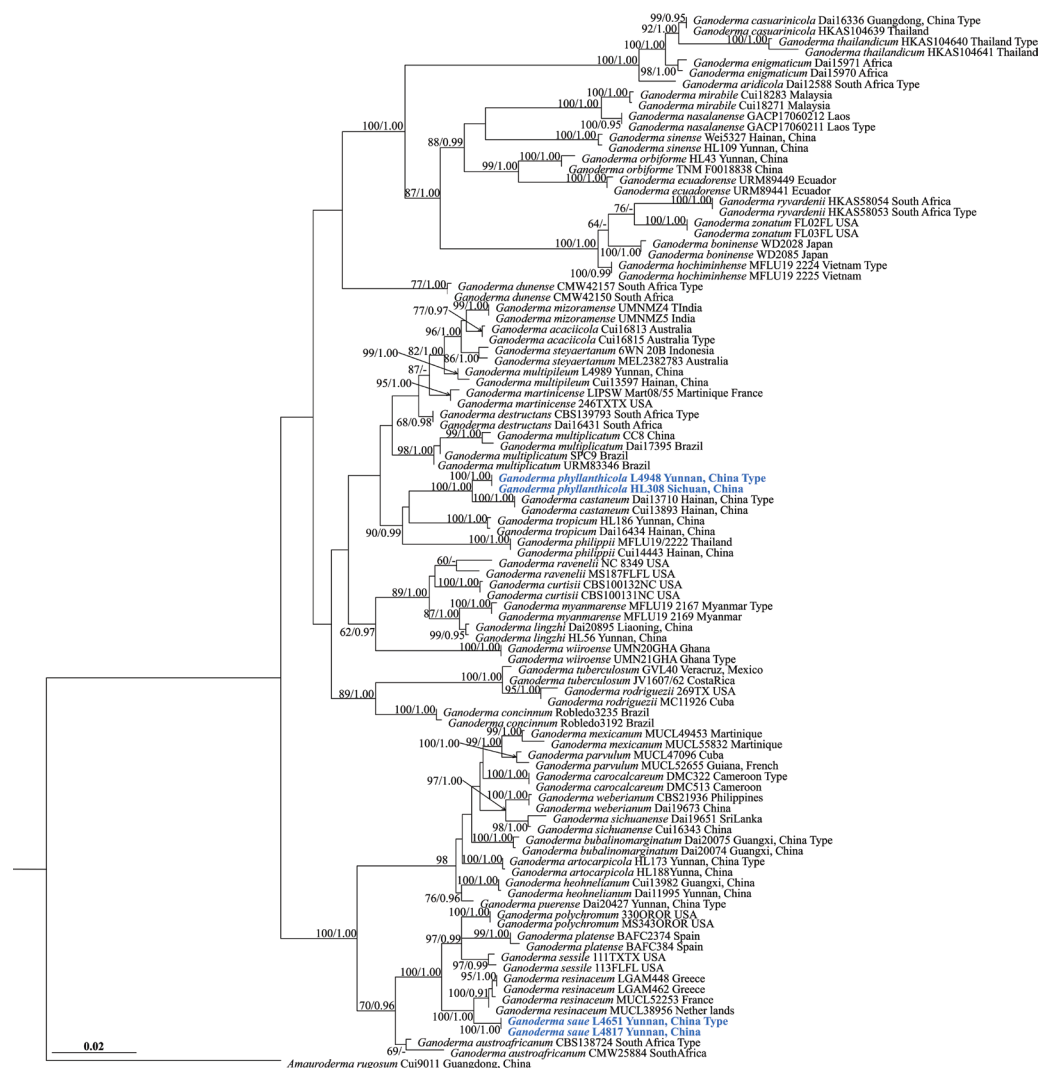 99/0.95
Ganoderma casuarinicola Dai16336 Guangdong, China Type
92/1.00
Ganoderma casuarinicola HKAS104639 Thailand
100/1.00
Ganoderma thailandicum HKAS104640 Thailand Type
100/1.00
Ganoderma thailandicum HKAS104641 Thailand
100/1.00
Ganoderma enigmaticum Dai15971 Africa
98/1.00
Ganoderma enigmaticum Dai15970 Africa
Ganoderma aridicola Dai12588 South Africa Type
100/1.00
Ganoderma mirabile Cui18283 Malaysia
Ganoderma mirabile Cui18271 Malaysia
Ganoderma nasalanense GACP17060212 Laos
100/0.95
Ganoderma nasalanense GACP17060211 Laos Type
100/1.00
88/0.99
100/1.00
Ganoderma sinense Wei5327 Hainan, China
Ganoderma sinense HL109 Yunnan, China
100/1.00
Ganoderma orbiforme HL43 Yunnan, China
99/1.00
Ganoderma orbiforme TNM F0018838 China
100/1.00
Ganoderma ecuadorense URM89449 Ecuador
87/1.00
Ganoderma ecuadorense URM89441 Ecuador
100/1.00
Ganoderma ryvardenii HKAS58054 South Africa
76/-
Ganoderma ryvardenii HKAS58053 South Africa Type
64/-
100/1.00
Ganoderma zonatum FL02FL USA
Ganoderma zonatum FL03FL USA
100/1.00
100/1.00
Ganoderma boninense WD2028 Japan
Ganoderma boninense WD2085 Japan
Ganoderma hochiminhense MFLU19 2224 Vietnam Type
100/0.99
Ganoderma hochiminhense MFLU19 2225 Vietnam
77/1.00
Ganoderma dunense CMW42157 South Africa Type
Ganoderma dunense CMW42150 South Africa
99/1.00
77/0.97
Ganoderma mizoramense UMNMZ4 TIndia
Ganoderma mizoramense UMNMZ5 India
96/1.00
Ganoderma acaciicola Cui16813 Australia
Ganoderma acaciicola Cui16815 Australia Type
82/1.00
99/1.00
Ganoderma steyaertanum 6WN 20B Indonesia
86/1.00
Ganoderma steyaertanum MEL2382783 Australia
87/-
Ganoderma multipileum L4989 Yunnan, China
Ganoderma multipileum Cui13597 Hainan, China
95/1.00
Ganoderma martinicense LIPSW Mart08/55 Martinique France
Ganoderma martinicense 246TXTX USA
68/0.98
Ganoderma destructans CBS139793 South Africa Type
Ganoderma destructans Dai16431 South Africa
99/1.00
Ganoderma multiplicatum CC8 China
98/1.00
Ganoderma multiplicatum Dai17395 Brazil
Ganoderma multiplicatum SPC9 Brazil
Ganoderma multiplicatum URM83346 Brazil
100/1.00
Ganoderma phyllanthicola L4948 Yunnan, China Type
100/1.00
Ganoderma phyllanthicola HL308 Sichuan, China
100/1.00
Ganoderma castaneum Dai13710 Hainan, China Type
Ganoderma castaneum Cui13893 Hainan, China
100/1.00
Ganoderma tropicum HL186 Yunnan, China
90/0.99
Ganoderma tropicum Dai16434 Hainan, China
100/1.00
Ganoderma philippii MFLU19/2222 Thailand
Ganoderma philippii Cui14443 Hainan, China
60/-
Ganoderma ravenelii NC 8349 USA
Ganoderma ravenelii MS187FLFL USA
100/1.00
Ganoderma curtisii CBS100132NC USA
89/1.00
Ganoderma curtisii CBS100131NC USA
100/1.00
Ganoderma myanmarense MFLU19 2167 Myanmar Type
87/1.00
Ganoderma myanmarense MFLU19 2169 Myanmar
Ganoderma lingzhi Dai20895 Liaoning, China
62/0.97
99/0.95
Ganoderma lingzhi HL56 Yunnan, China
100/1.00
Ganoderma wiiroense UMN20GHA Ghana
Ganoderma wiiroense UMN21GHA Ghana Type
Ganoderma tuberculosum GVL40 Veracruz, Mexico
100/1.00
Ganoderma tuberculosum JV1607/62 CostaRica
95/1.00
Ganoderma rodriguezii 269TX USA
89/1.00
Ganoderma rodriguezii MC11926 Cuba
100/1.00
Ganoderma concinnum Robledo3235 Brazil
Ganoderma concinnum Robledo3192 Brazil
99/1.00
Ganoderma mexicanum MUCL49453 Martinique
100/1.00
99/1.00
Ganoderma mexicanum MUCL55832 Martinique
Ganoderma parvulum MUCL47096 Cuba
Ganoderma parvulum MUCL52655 Guiana, French
97/1.00
100/1.00
Ganoderma carocalcareum DMC322 Cameroon Type
Ganoderma carocalcareum DMC513 Cameroon
100/1.00
Ganoderma weberianum CBS21936 Philippines
Ganoderma weberianum Dai19673 China
Ganoderma sichuanense Dai19651 SriLanka
98/1.00
Ganoderma sichuanense Cui16343 China
100/1.00
Ganoderma bubalinomarginatum Dai20075 Guangxi, China Type
Ganoderma bubalinomarginatum Dai20074 Guangxi, China
98
100/1.00
Ganoderma artocarpicola HL173 Yunnan, China Type
Ganoderma artocarpicola HL188Yunna, China
100/1.00
Ganoderma heohnelianum Cui13982 Guangxi, China
76/0.96
Ganoderma heohnelianum Dai11995 Yunnan, China
Ganoderma puerense Dai20427 Yunnan, China Type
100/1.00
Ganoderma polychromum 330OROR USA
Ganoderma polychromum MS343OROR USA
100/1.00
97/0.99
99/1.00
Ganoderma platense BAFC2374 Spain
Ganoderma platense BAFC384 Spain
Ganoderma sessile 111TXTX USA
97/0.99
Ganoderma sessile 113FLFL USA
100/1.00
95/1.00
Ganoderma resinaceum LGAM448 Greece
Ganoderma resinaceum LGAM462 Greece
100/0.91
Ganoderma resinaceum MUCL52253 France
70/0.96
100/1.00
Ganoderma resinaceum MUCL38956 Nether lands
Ganoderma saue L4651 Yunnan, China Type
100/1.00
Ganoderma saue L4817 Yunnan, China
Ganoderma austroafricanum CBS138724 South Africa Type
69/-
Ganoderma austroafricanum CMW25884 SouthAfrica
0.02
Amauroderma rugosum Cui9011 Guangdong, China